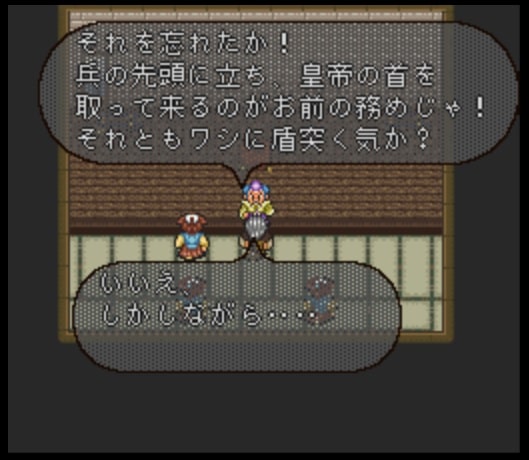 それを忘れたか！
兵の先頭に立ち、皇帝の首を
取って来るのがお前の務めじゃ！
それともワシに盾突く気か？
いいえ
しかしながら‥‥